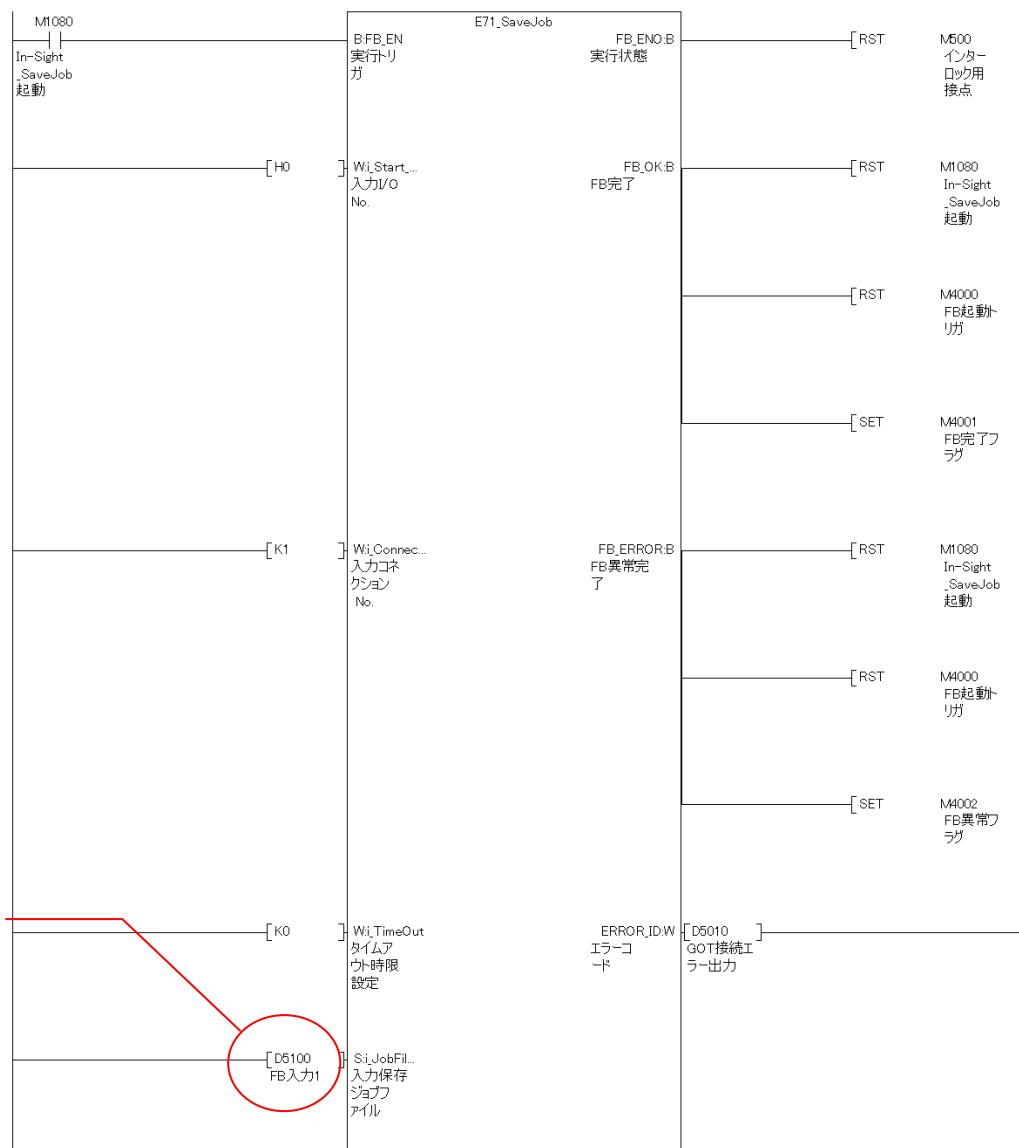 M1080
In-Sight
_SaveJob
起動
E71_SaveJob
B:FB_EN
実行トリ
ガ
FB_ENO:B
実行状態
[ RST
M500
インター
ロック用
接点
[ H0 ]
W:i_Start_...
入力I/O
No.
FB_OK:B
FB完了
[ RST
M1080
In-Sight
_SaveJob
起動
[ RST
M4000
FB起動ト
リガ
[ SET
M4001
FB完了フ
ラグ
[ K1 ]
W:i_Connec...
入力コネ
クション
No.
FB_ERROR:B
FB異常完
了
[ RST
M1080
In-Sight
_SaveJob
起動
[ RST
M4000
FB起動ト
リガ
[ SET
M4002
FB異常フ
ラグ
[ K0 ]
W:i_TimeOut
タイムア
ウト時限
設定
ERROR_ID:W
エラーコ
ード
[ D5010 ]
GOT接続エ
ラー出力
[ D5100 ]
FB入力1
S:i_JobFil...
入力保存
ジョブフ
ァイル